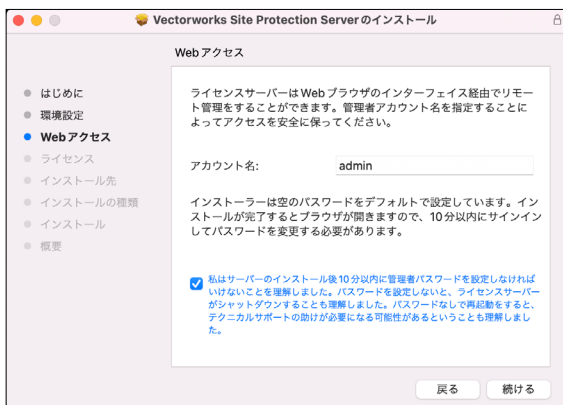 Vectorworks Site Protection Serverのインストール
Webアクセス
はじめに
環境設定
Webアクセス
ライセンス
インストール先
インストールの種類
インストール
概要
ライセンスサーバーはWebブラウザのインターフェイス経由でリモー
ト管理をすることができます。管理者アカウント名を指定することに
よってアクセスを安全に保ってください。
アカウント名:
admin
インストーラーは空のパスワードをデフォルトで設定しています。イン
ストールが完了するとブラウザが開きますので、10分以内にサインイン
してパスワードを変更する必要があります。
私はサーバーのインストール後10分以内に管理者パスワードを設定しなければ
いけないことを理解しました。パスワードを設定しないと、ライセンスサーバー
がシャットダウンすることも理解しました。パスワードなしで再起動をすると、
テクニカルサポートの助けが必要になる可能性があるということも理解しまし
た。
戻る
続ける